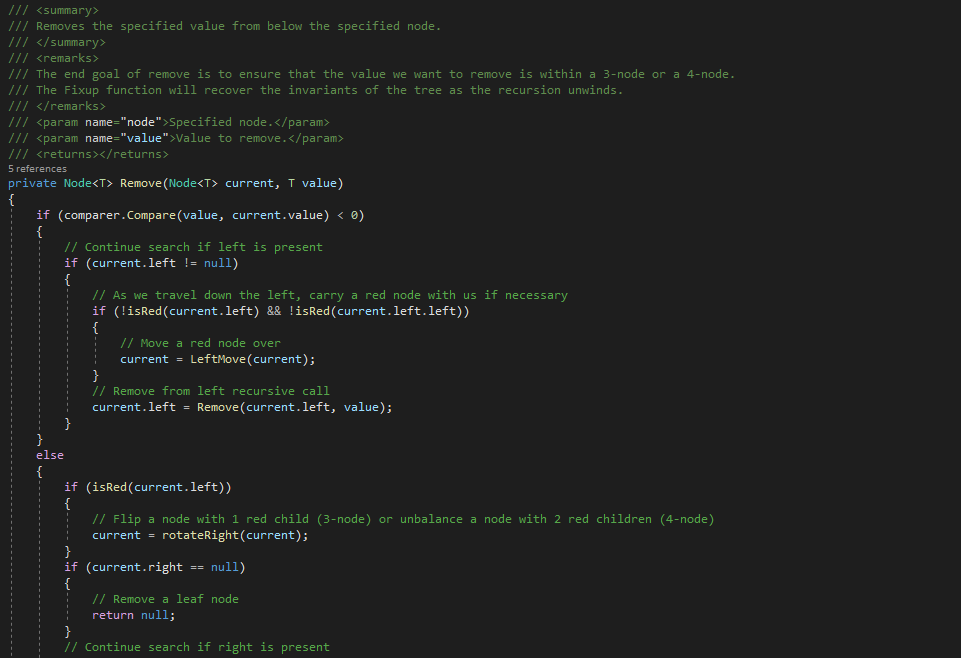 /// <summary>
/// Removes the specified value from below the specified node.
/// </summary>
/// <remarks>
/// The end goal of remove is to ensure that the value we want to remove is within a 3-node or a 4-node.
/// The Fixup function will recover the invariants of the tree as the recursion unwinds.
/// </remarks>
/// <param name="node">Specified node.</param>
/// <param name="value">Value to remove.</param>
/// <returns></returns>
5 references
private Node<T> Remove(Node<T> current, T value)
{
    if (comparer.Compare(value, current.value) < 0)
    {
        // Continue search if left is present
        if (current.left != null)
        {
            // As we travel down the left, carry a red node with us if necessary
            if (!isRed(current.left) && !isRed(current.left.left))
            {
                // Move a red node over
                current = LeftMove(current);
            }
            // Remove from left recursive call
            current.left = Remove(current.left, value);
        }
    }
    else
    {
        if (isRed(current.left))
        {
            // Flip a node with 1 red child (3-node) or unbalance a node with 2 red children (4-node)
            current = rotateRight(current);
        }
        if (current.right == null)
        {
            // Remove a leaf node
            return null;
        }
        // Continue search if right is present